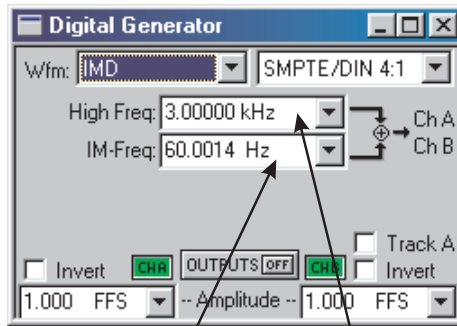 Digital Generator
Wfm: IMD SMPTE/DIN 4:1
High Freq: 3.00000 kHz Ch A
IM-Freq: 60.0014 Hz Ch B
Track A
Invert CHA OUTPUTS OFF CHB Invert
1.000 FFS -- Amplitude -- 1.000 FFS